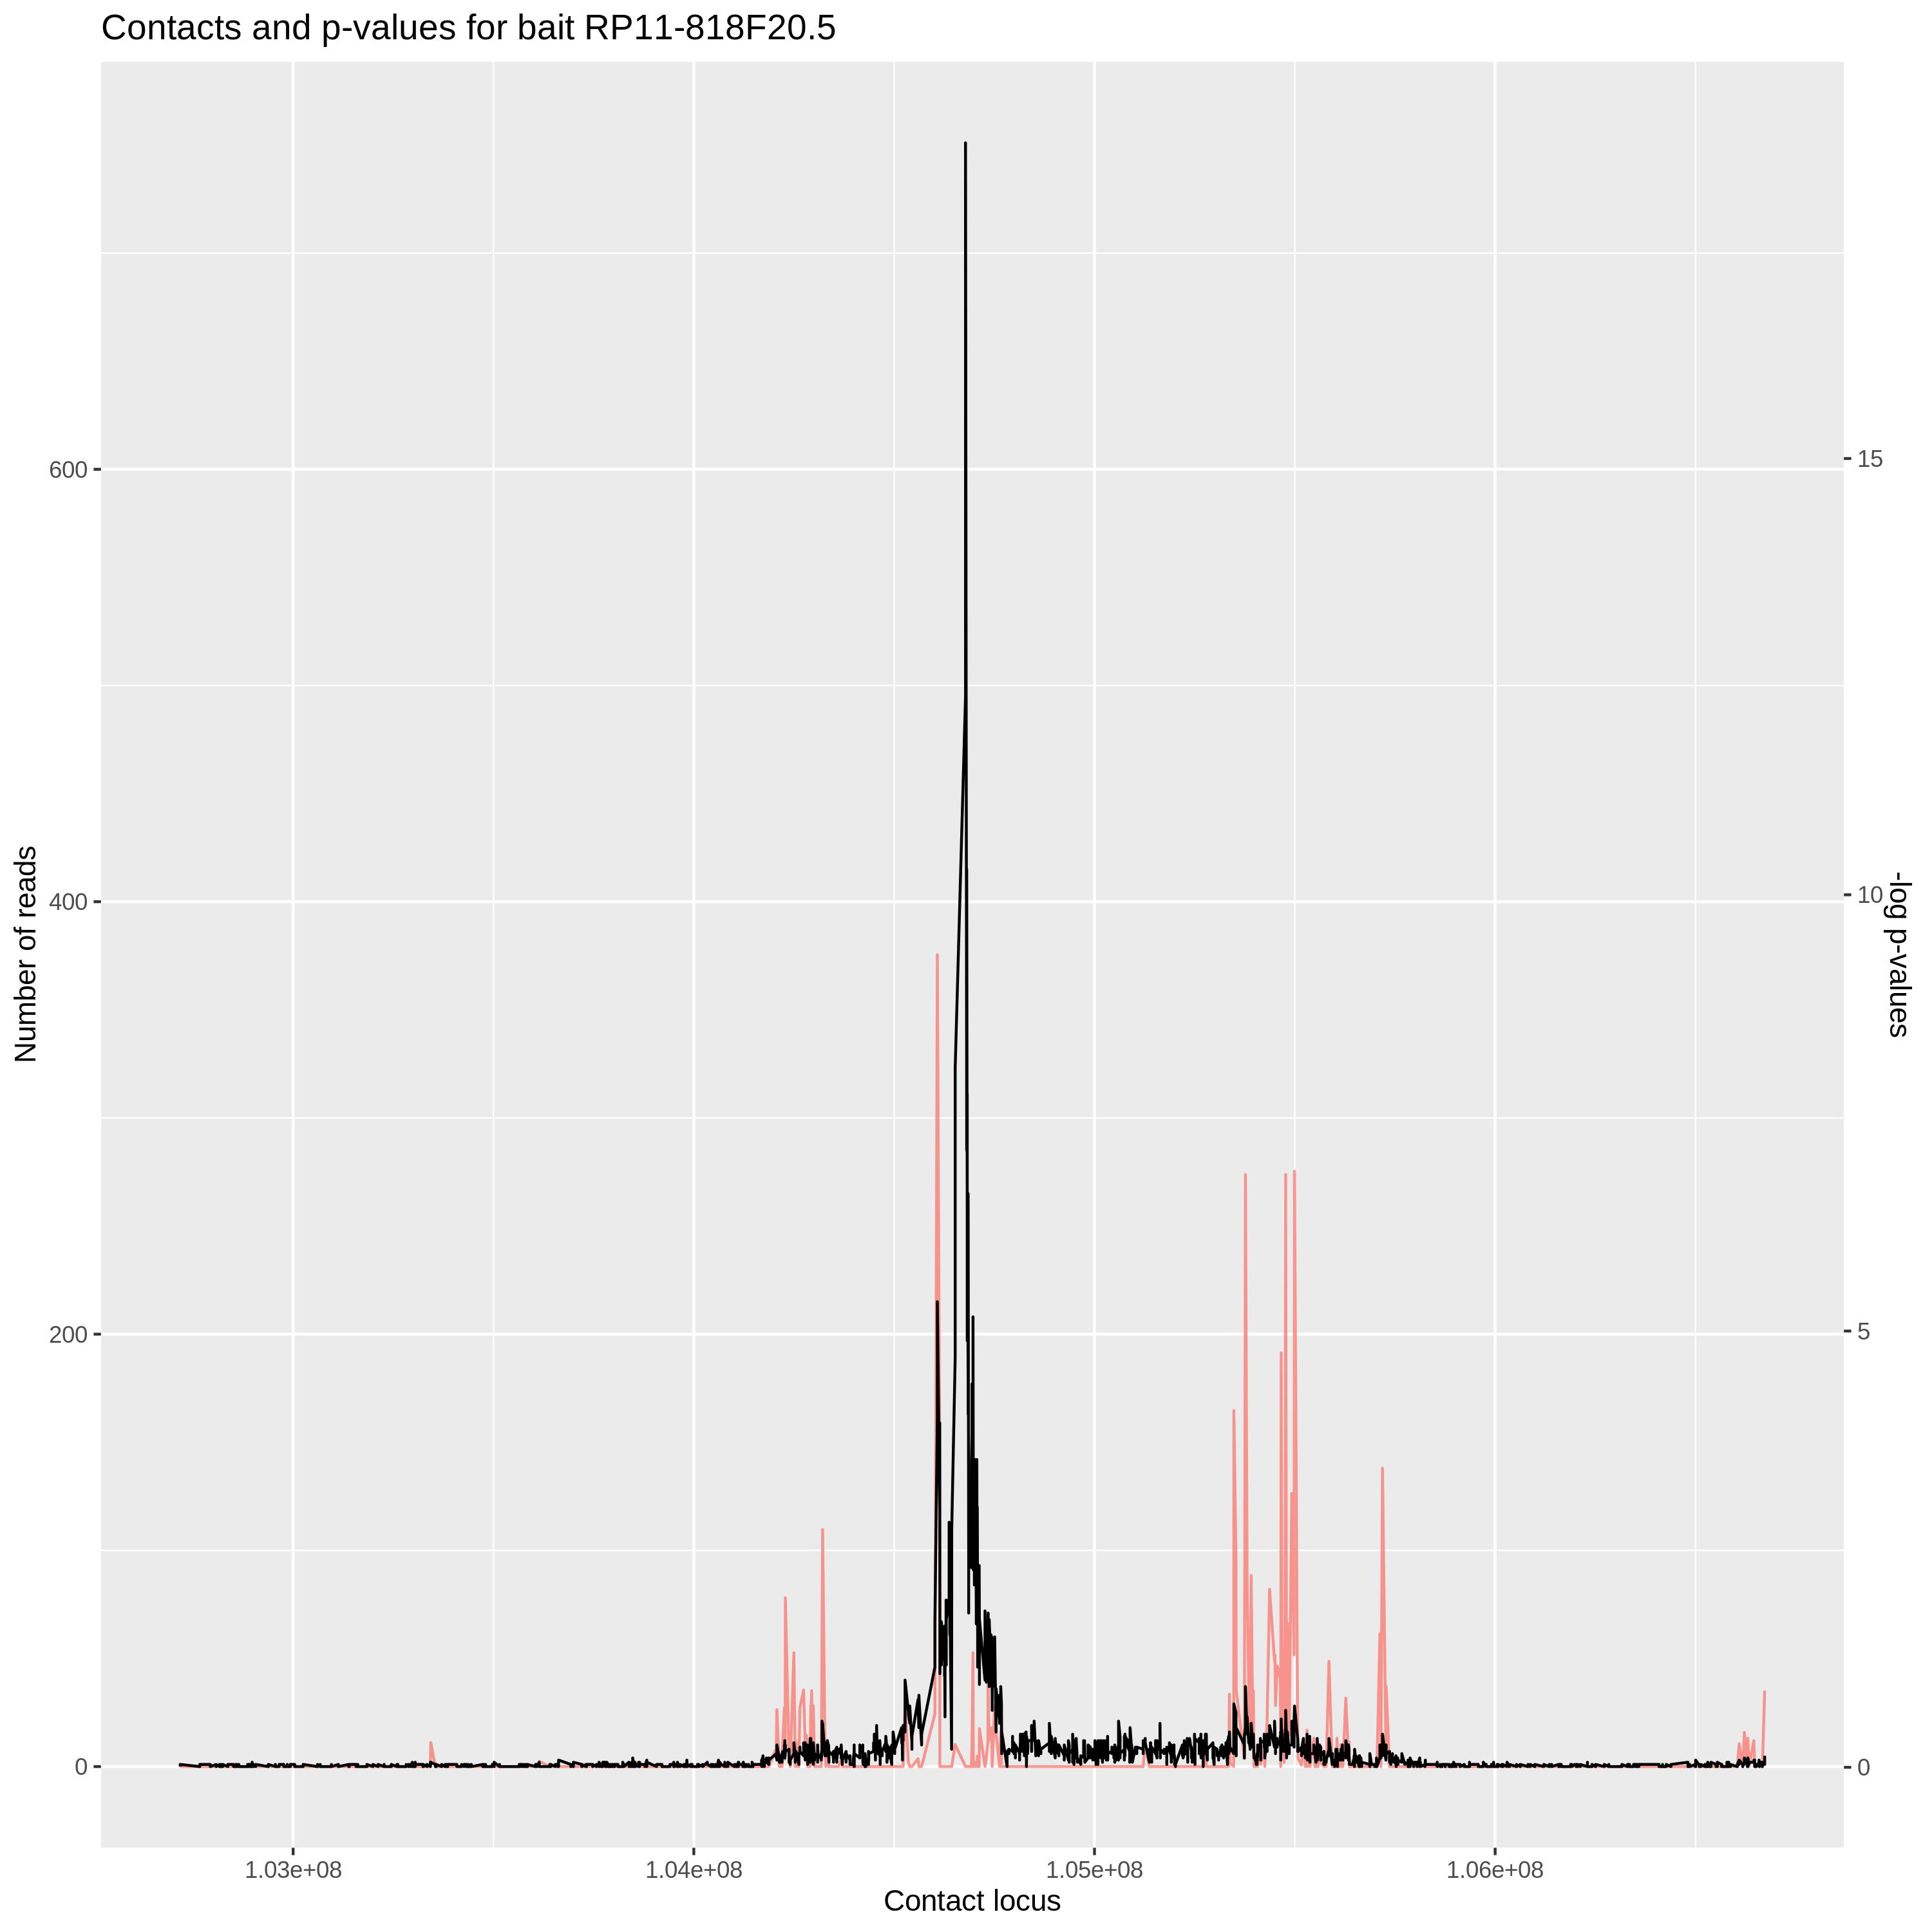 Contacts and p-values for bait RP11-818F20.5
600
400
200
0
Number of reads
15
10
5
0
-log p-values
1.03e+08
1.04e+08
1.05e+08
1.06e+08
Contact locus